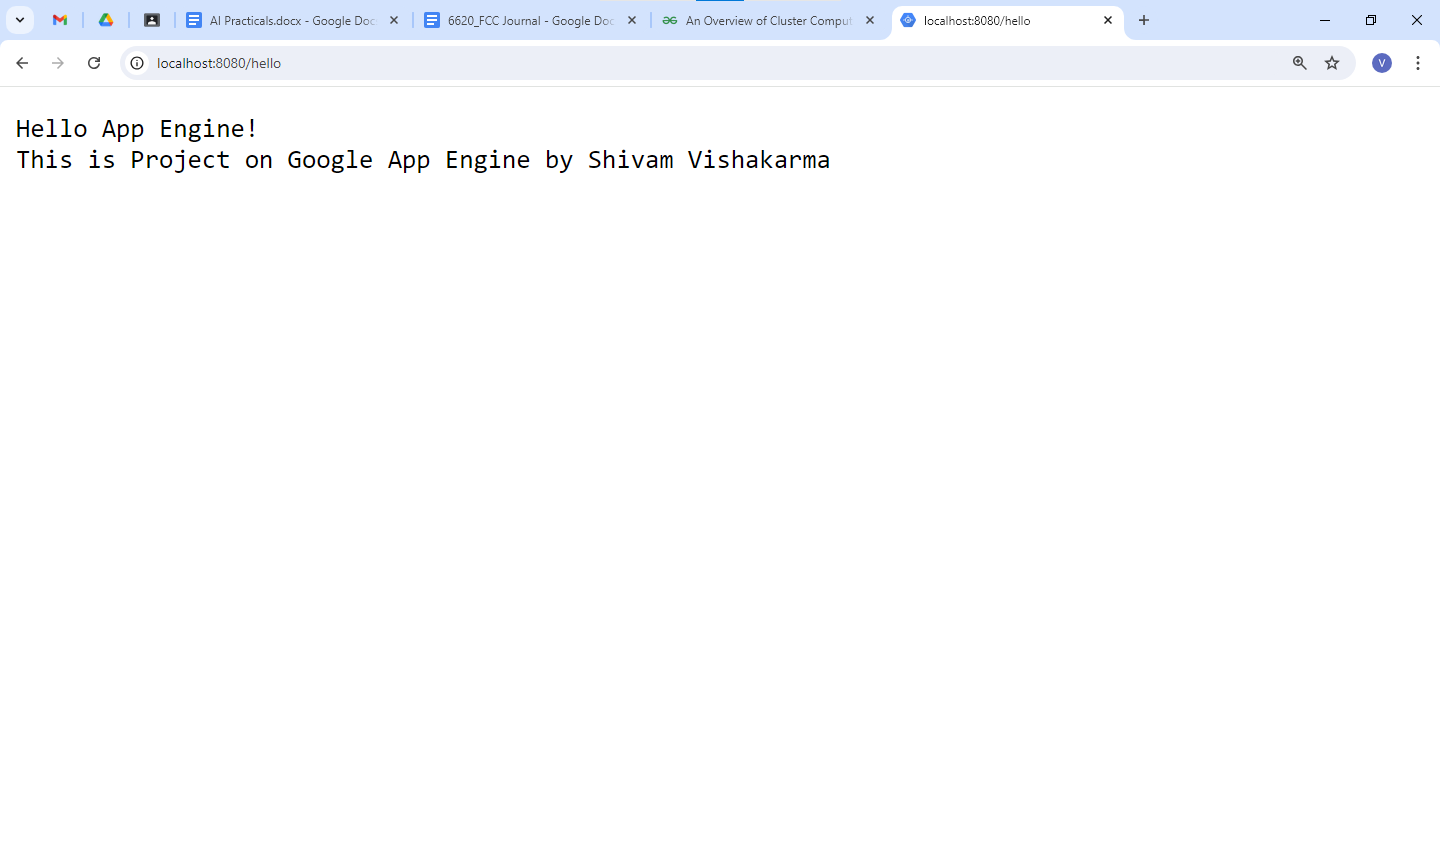 AI Practicals.docx - Google Doc
6620_FCC Journal - Google Doc
An Overview of Cluster Comput
localhost:8080/hello
localhost:8080/hello
V
Hello App Engine!
This is Project on Google App Engine by Shivam Vishakarma